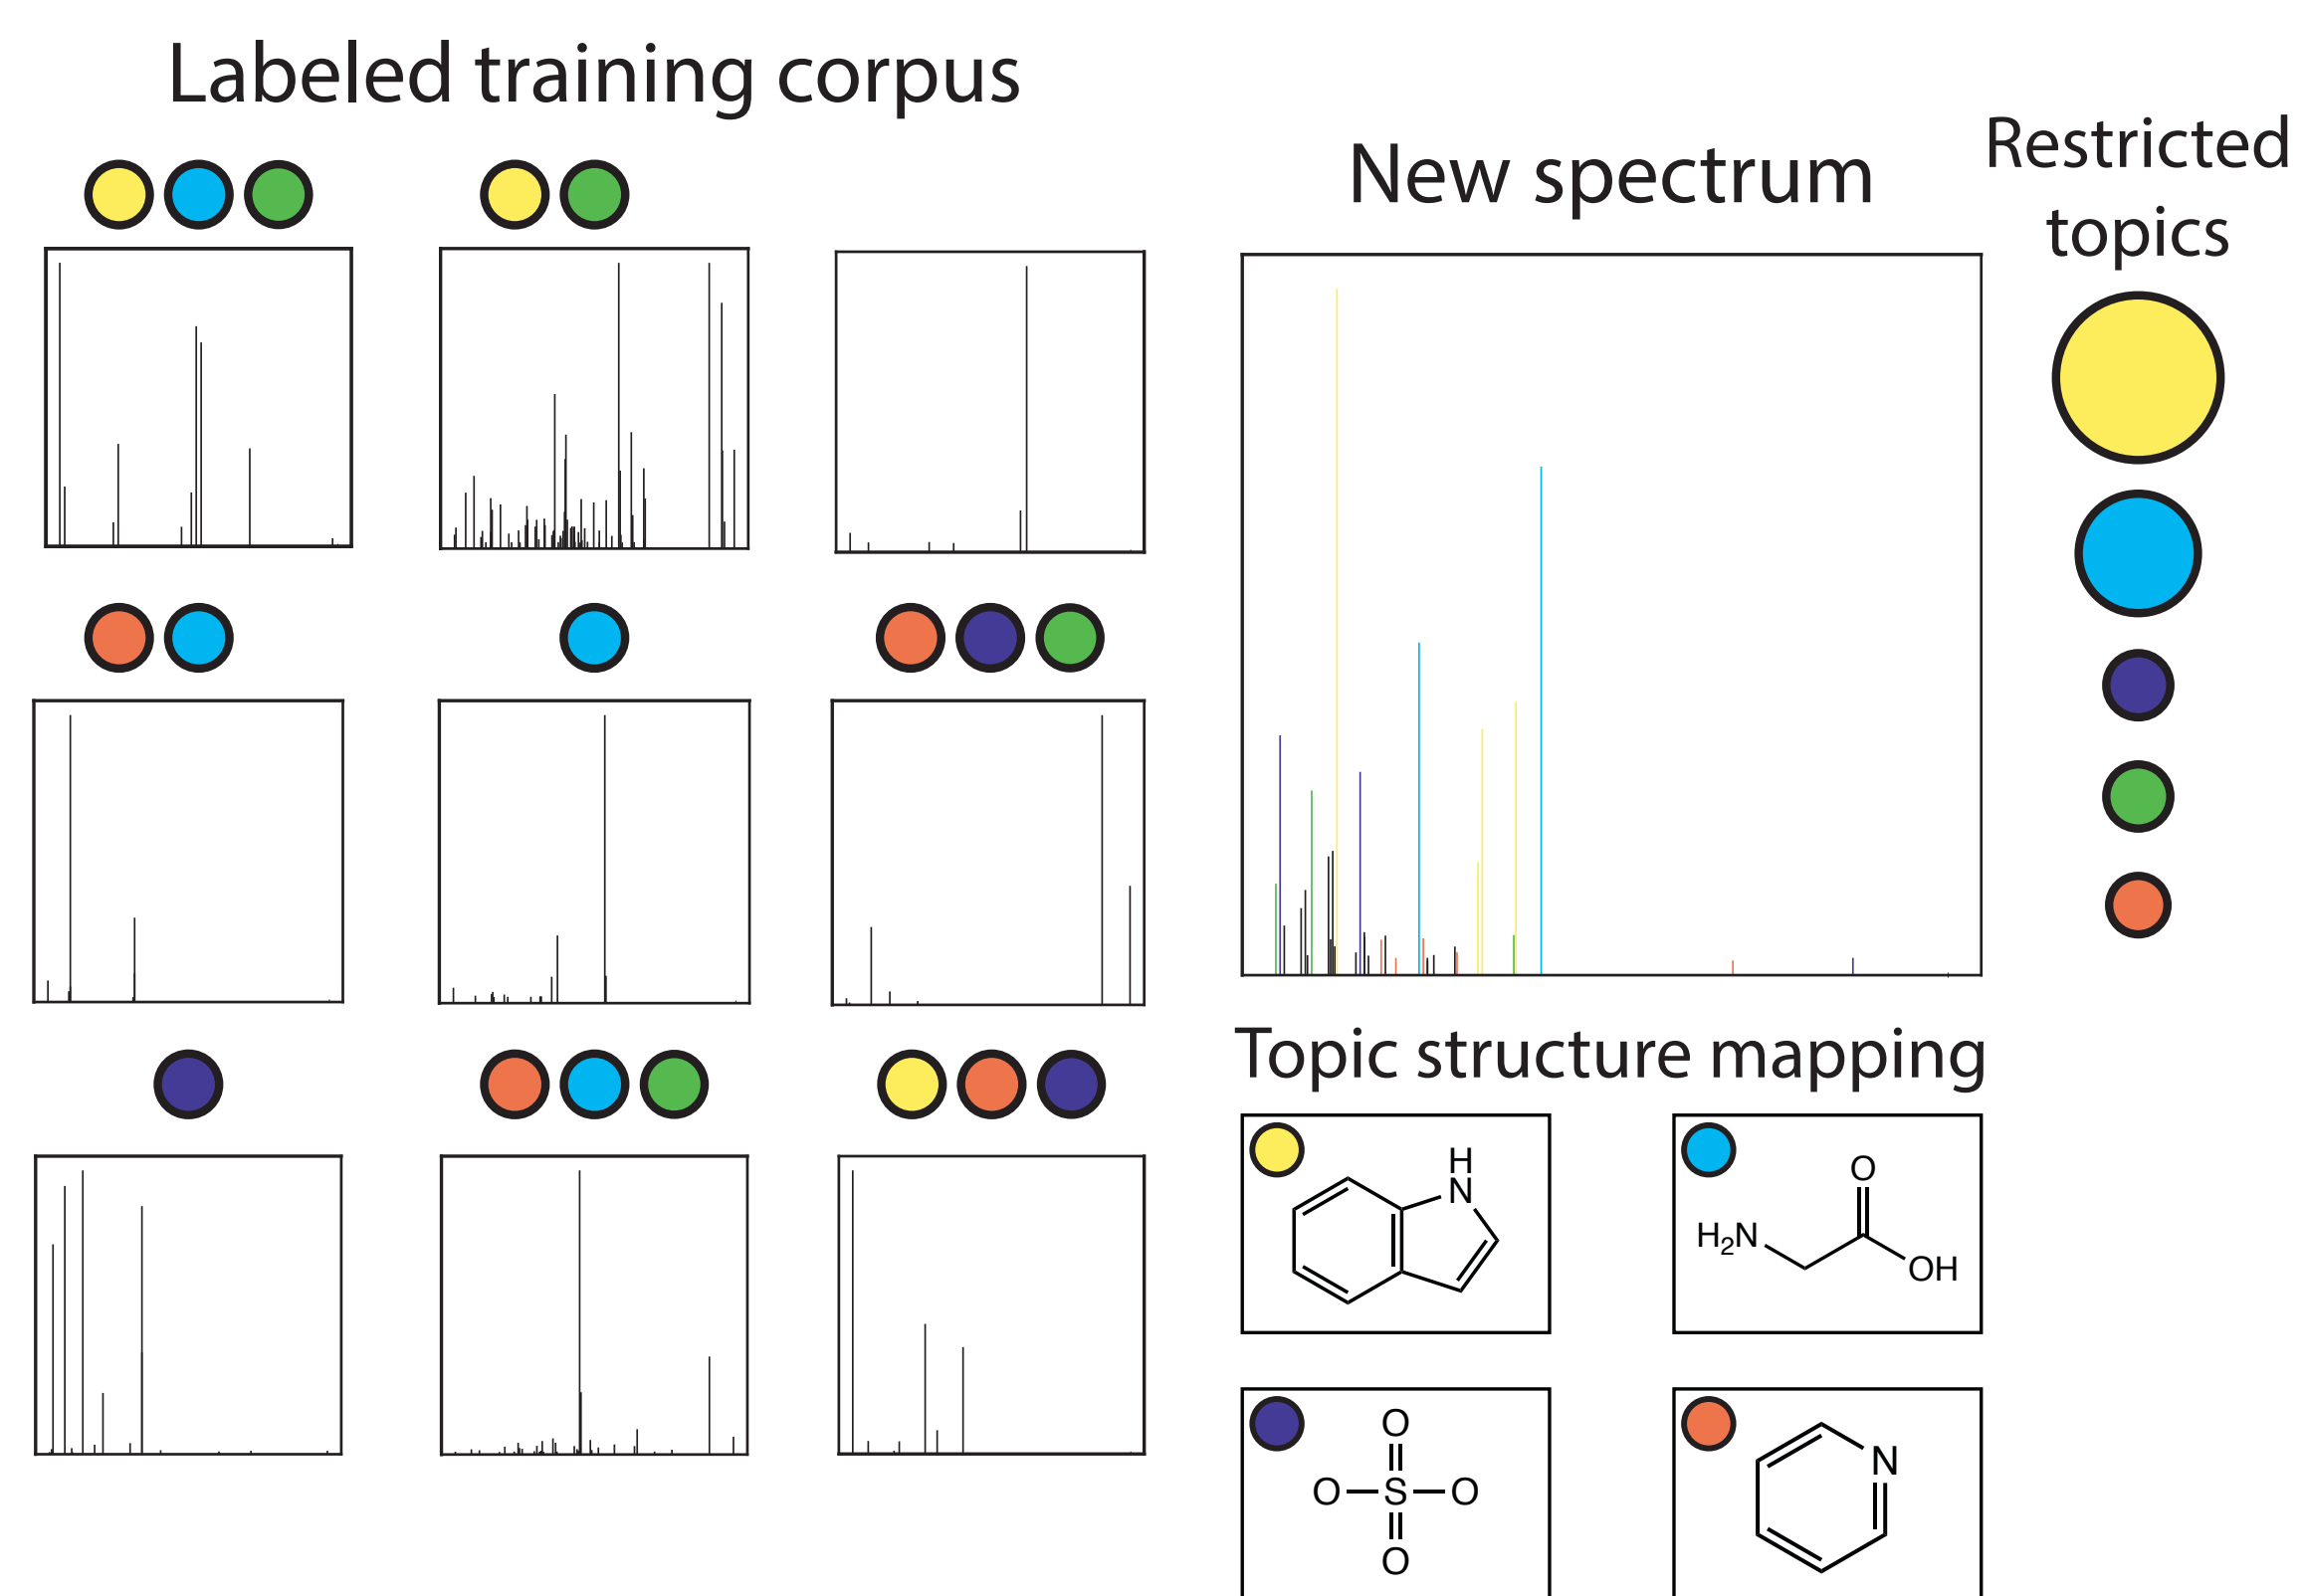 Labeled training corpus
New spectrum
Restricted
topics
Topic structure mapping
H
N
O
H2N
OH
O
O
S
O
O
N